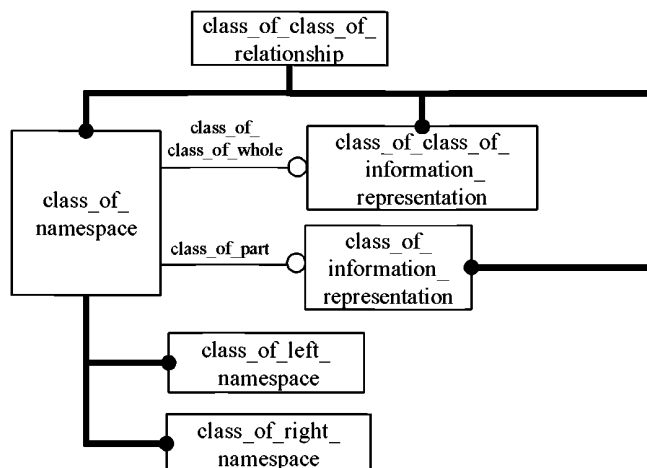 class_of_class_of_
relationship
class_of_
class_of_whole
class_of_class_of_
information_
representation
class_of_
namespace
class_of_part
class_of_
information_
representation
class_of_left_
namespace
class_of_right_
namespace